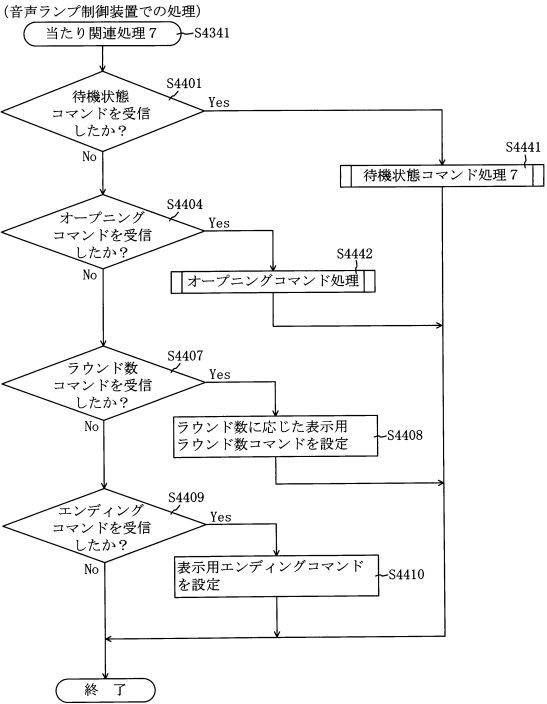 (音声ランプ制御装置での処理)
当たり関連処理７
S4341
S4401
待機状態
コマンドを受信
したか？
Yes
No
S4441
待機状態コマンド処理７
S4404
オープニング
コマンドを受信
したか？
Yes
No
S4442
オープニングコマンド処理
S4407
ラウンド数
コマンドを受信
したか？
Yes
No
ラウンド数に応じた表示用
ラウンド数コマンドを設定
S4408
S4409
エンディング
コマンドを受信
したか？
Yes
No
表示用エンディングコマンド
を設定
S4410
終　了